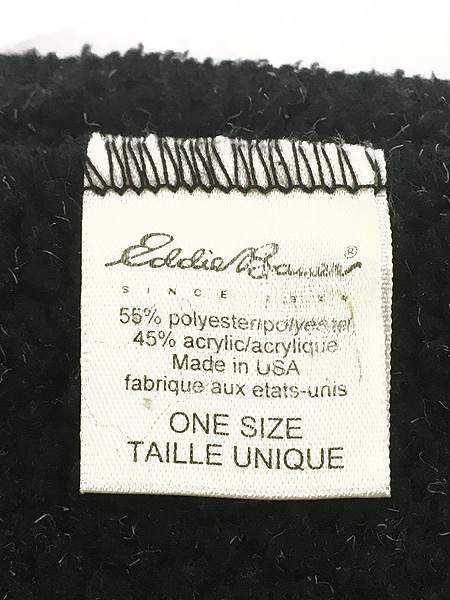 Eddie Bauer®
SINCE
55% polyester/polyester
45% acrylic/acrylique
Made in USA
fabrique aux etats-unis
ONE SIZE
TAILLE UNIQUE